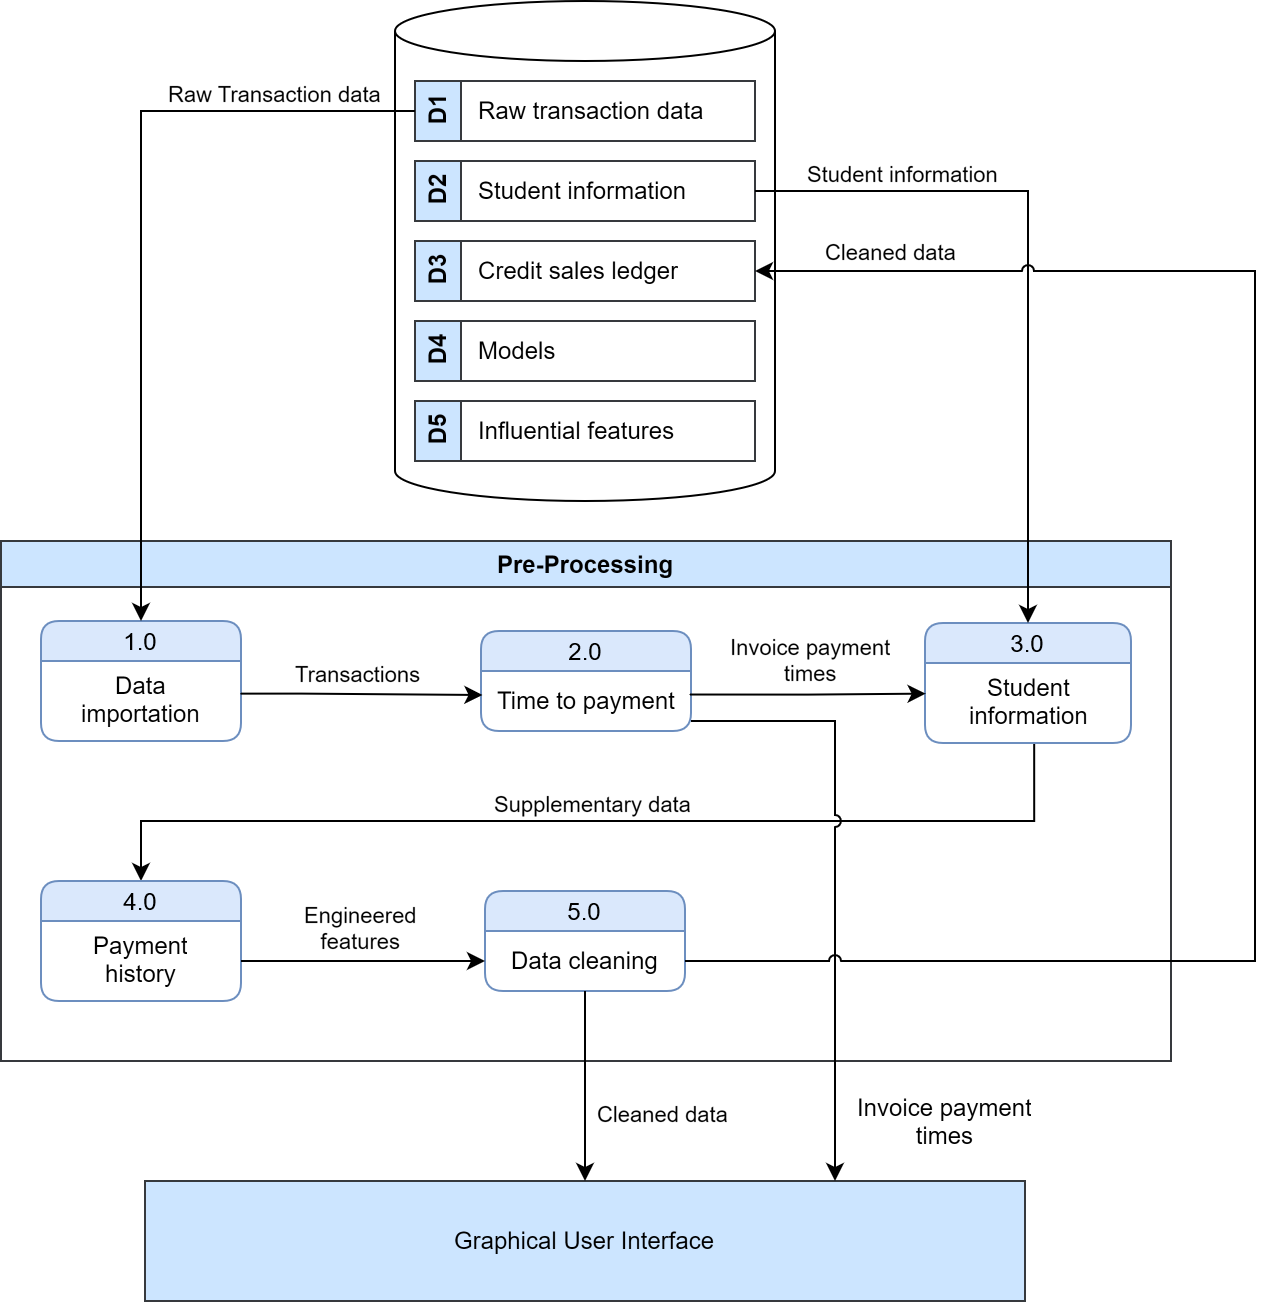 Raw Transaction data
D1
Raw transaction data
D2
Student information
Student information
D3
Credit sales ledger
Cleaned data
D4
Models
D5
Influential features
Pre-Processing
1.0
Data
importation
Transactions
2.0
Time to payment
Invoice payment
times
3.0
Student
information
Supplementary data
4.0
Payment
history
Engineered
features
5.0
Data cleaning
Cleaned data
Invoice payment
times
Graphical User Interface